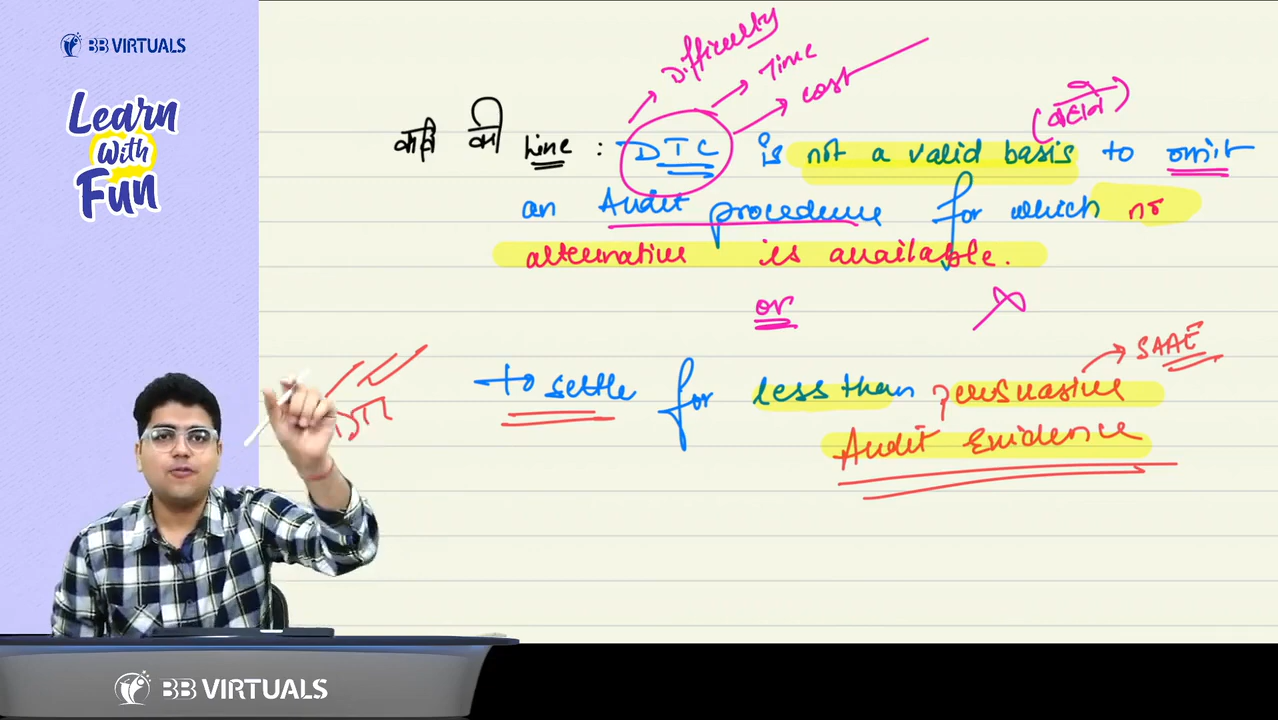 BB VIRTUALS
Learn
With
Fun
Difficulty
Time
Cost
Line : DTC is not a valid basis to omit
an Audit procedure for which no
alternative is available.
or
to settle for less than persuasive
SAAE
Audit Evidence
BB VIRTUALS